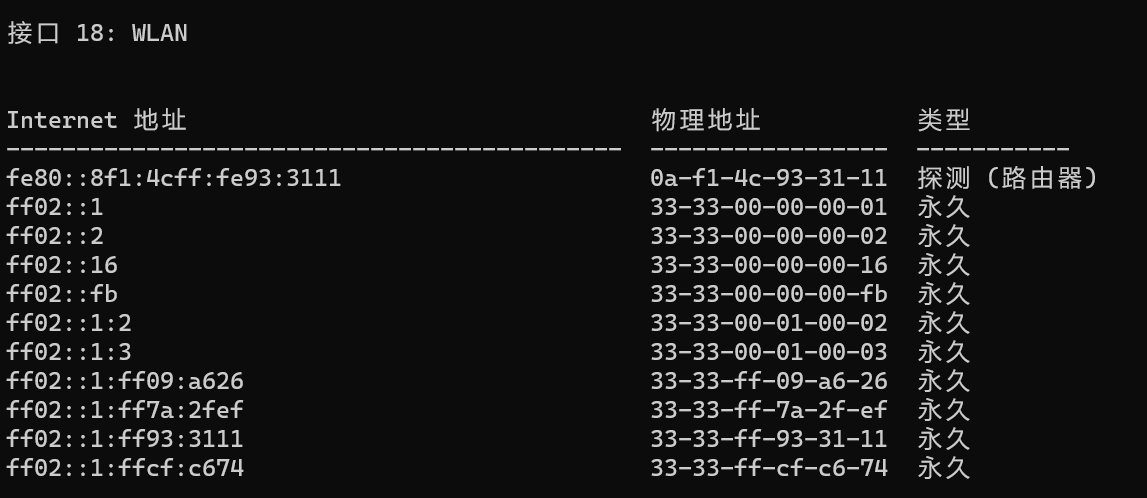 接口 18: WLAN
Internet 地址 物理地址 类型
-------------------------------------------- ----------------- -----------
fe80::8f1:4cff:fe93:3111 0a-f1-4c-93-31-11 探测 (路由器)
ff02::1 33-33-00-00-00-01 永久
ff02::2 33-33-00-00-00-02 永久
ff02::16 33-33-00-00-00-16 永久
ff02::fb 33-33-00-00-00-fb 永久
ff02::1:2 33-33-00-01-00-02 永久
ff02::1:3 33-33-00-01-00-03 永久
ff02::1:ff09:a626 33-33-ff-09-a6-26 永久
ff02::1:ff7a:2fef 33-33-ff-7a-2f-ef 永久
ff02::1:ff93:3111 33-33-ff-93-31-11 永久
ff02::1:ffcf:c674 33-33-ff-cf-c6-74 永久